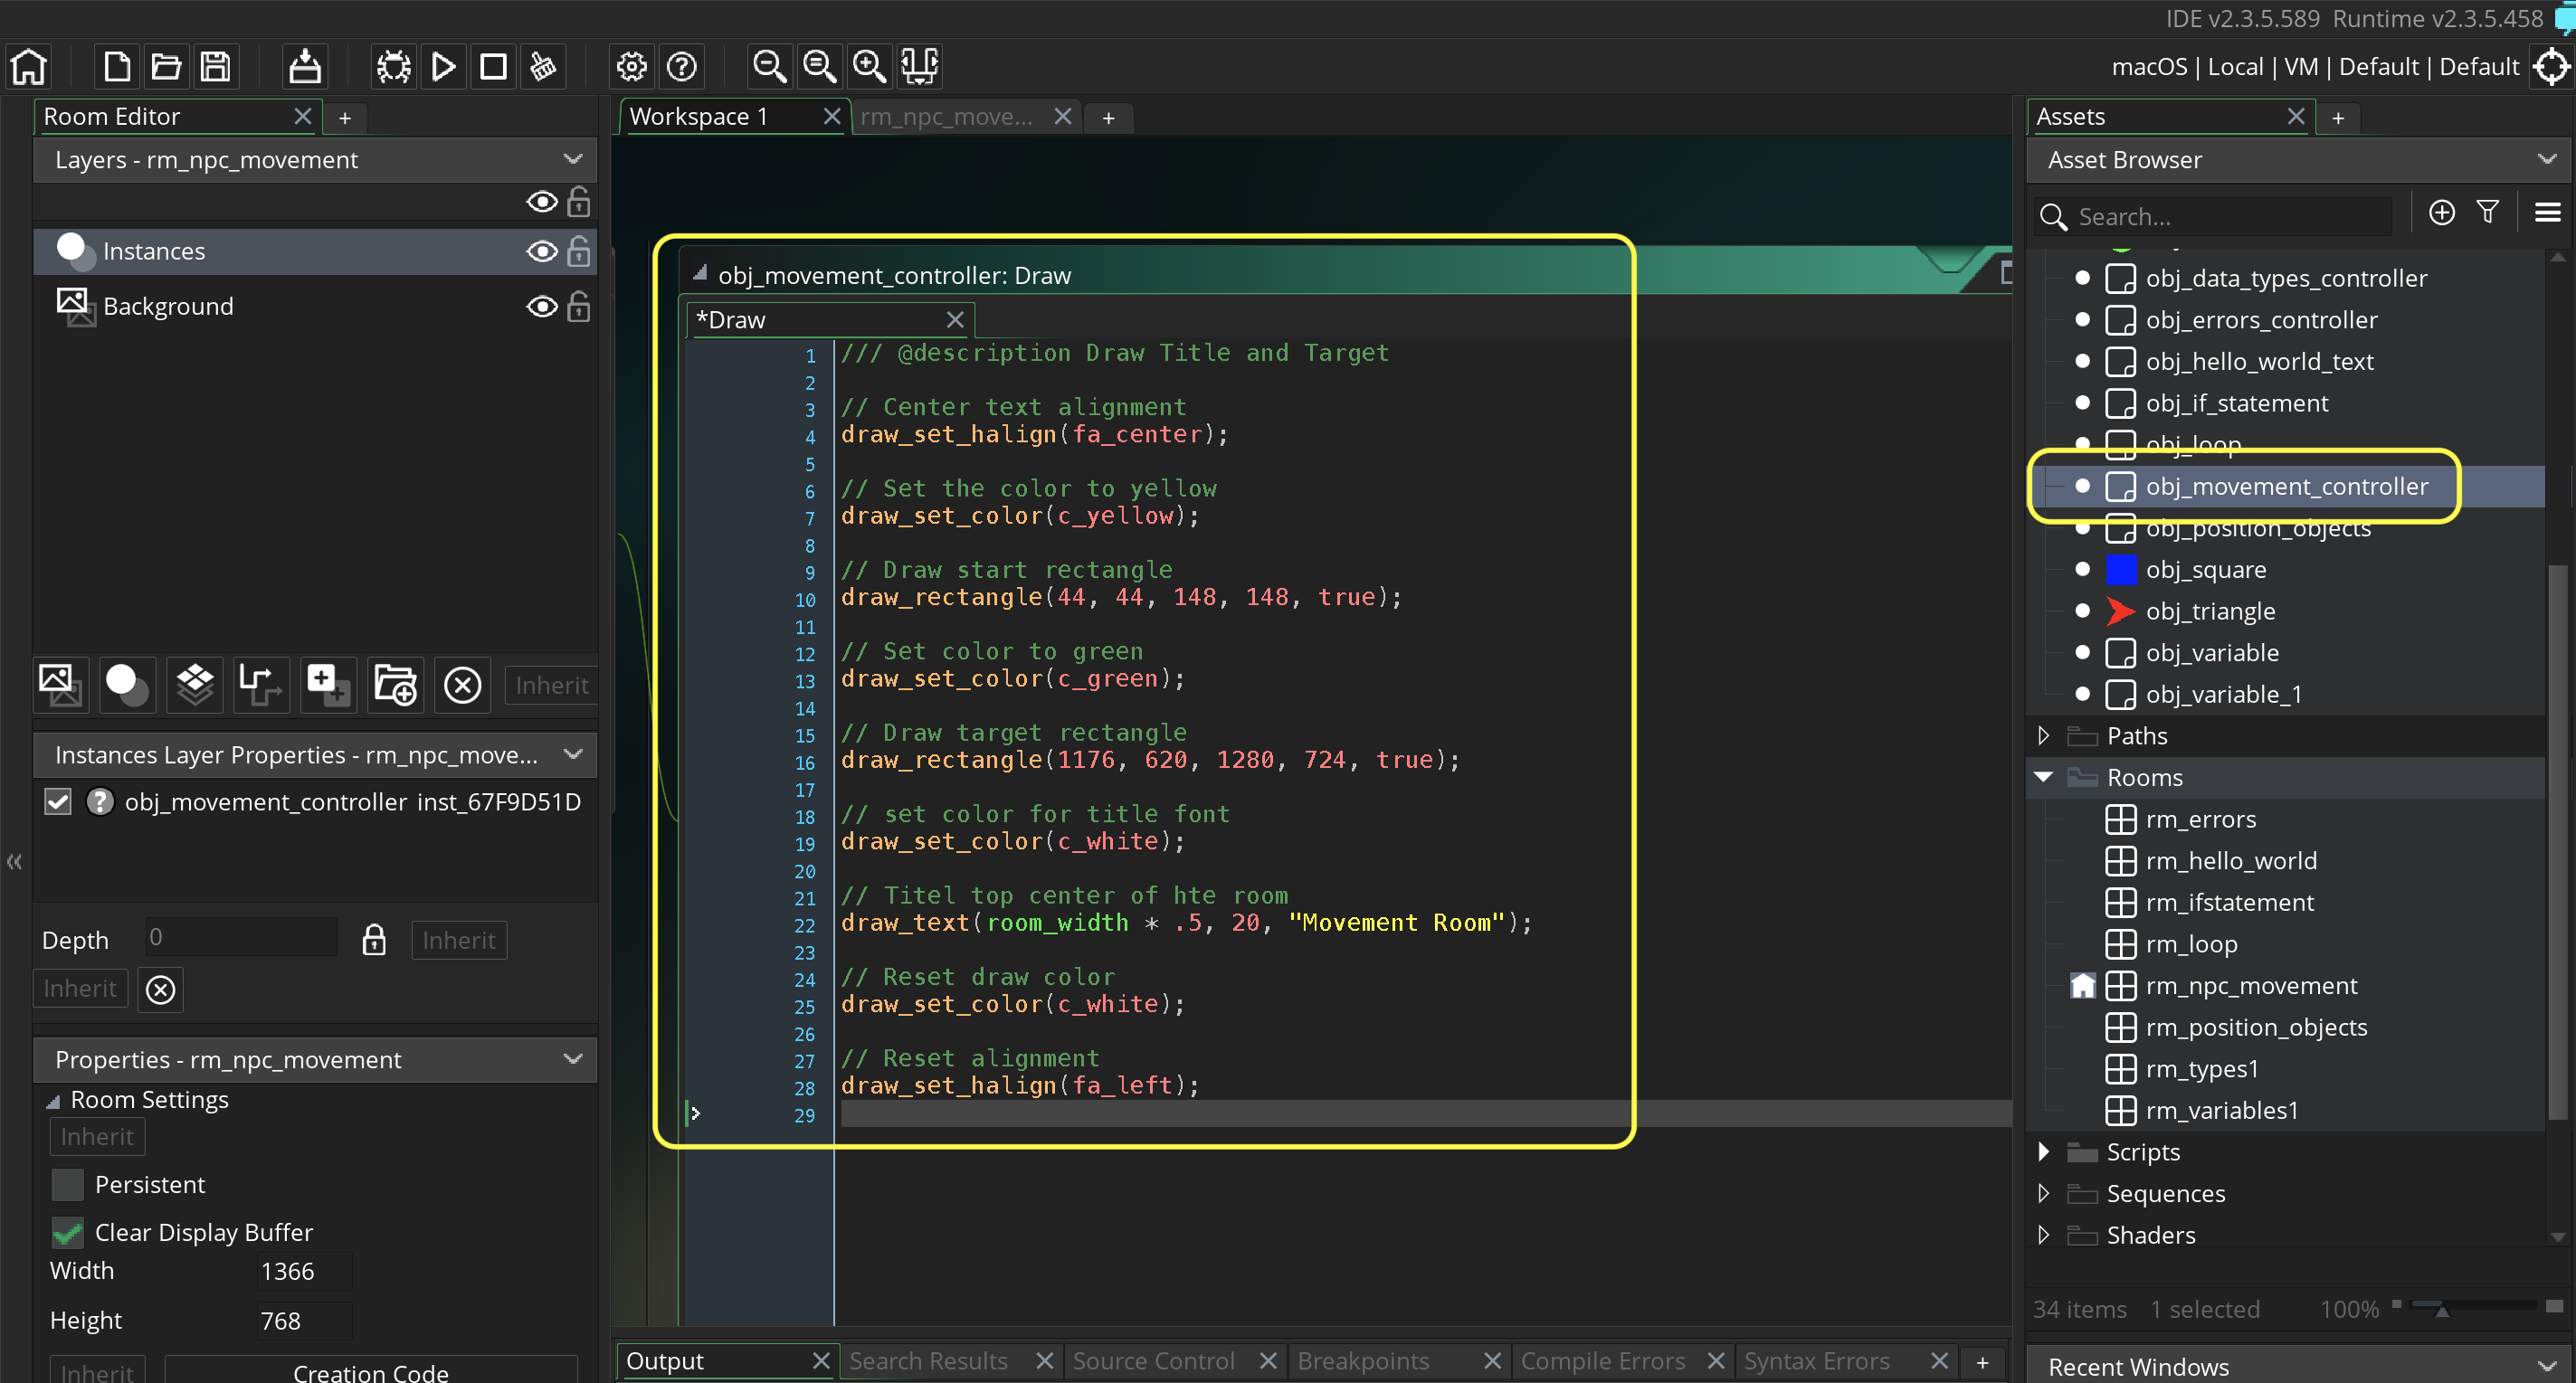 IDE v2.3.5.589 Runtime v2.3.5.458
macOS | Local | VM | Default | Default
Room Editor
Layers - rm_npc_movement
Instances
Background
Inherit
Instances Layer Properties - rm_npc_move...
obj_movement_controller inst_67F9D51D
Depth 0 Inherit
Inherit
Properties - rm_npc_movement
Room Settings
Inherit
Persistent
Clear Display Buffer
Width 1366
Height 768
Inherit Creation Code
Workspace 1 rm_npc_move...
obj_movement_controller: Draw
*Draw
1 /// @description Draw Title and Target
2
3 // Center text alignment
4 draw_set_halign(fa_center);
5
6 // Set the color to yellow
7 draw_set_color(c_yellow);
8
9 // Draw start rectangle
10 draw_rectangle(44, 44, 148, 148, true);
11
12 // Set color to green
13 draw_set_color(c_green);
14
15 // Draw target rectangle
16 draw_rectangle(1176, 620, 1280, 724, true);
17
18 // set color for title font
19 draw_set_color(c_white);
20
21 // Titel top center of hte room
22 draw_text(room_width * .5, 20, "Movement Room");
23
24 // Reset draw color
25 draw_set_color(c_white);
26
27 // Reset alignment
28 draw_set_halign(fa_left);
29
Output Search Results Source Control Breakpoints Compile Errors Syntax Errors
Assets
Asset Browser
Search...
obj_data_types_controller
obj_errors_controller
obj_hello_world_text
obj_if_statement
obj_loop
obj_movement_controller
obj_position_objects
obj_square
obj_triangle
obj_variable
obj_variable_1
Paths
Rooms
rm_errors
rm_hello_world
rm_ifstatement
rm_loop
rm_npc_movement
rm_position_objects
rm_types1
rm_variables1
Scripts
Sequences
Shaders
34 items 1 selected 100%
Recent Windows